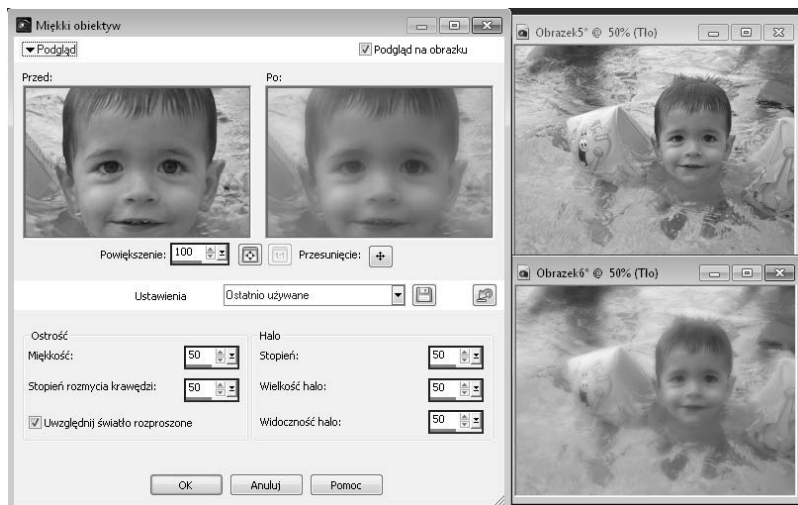 Miękki obiektyw
Podgląd
Podgląd na obrazku
Przed:
Po:
Powiększenie: 100
1:1
Przesunięcie:
Ustawienia
Ostatnio używane
Ostrość
Miękkość: 50
Stopień rozmycia krawędzi: 50
Uwzględnij światło rozproszone
Halo
Stopień: 50
Wielkość halo: 50
Widoczność halo: 50
OK
Anuluj
Pomoc
Obrazek5* @ 50% (Tło)
Obrazek6* @ 50% (Tło)